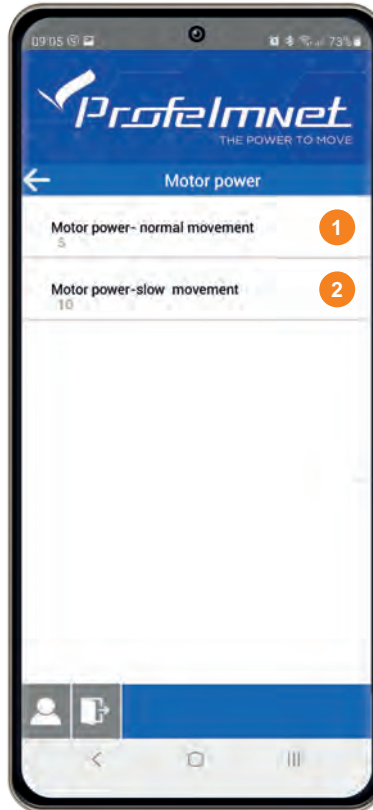 09:05
73%
Profelmnet
THE POWER TO MOVE
Motor power
Motor power- normal movement
5
1
Motor power-slow  movement
10
2